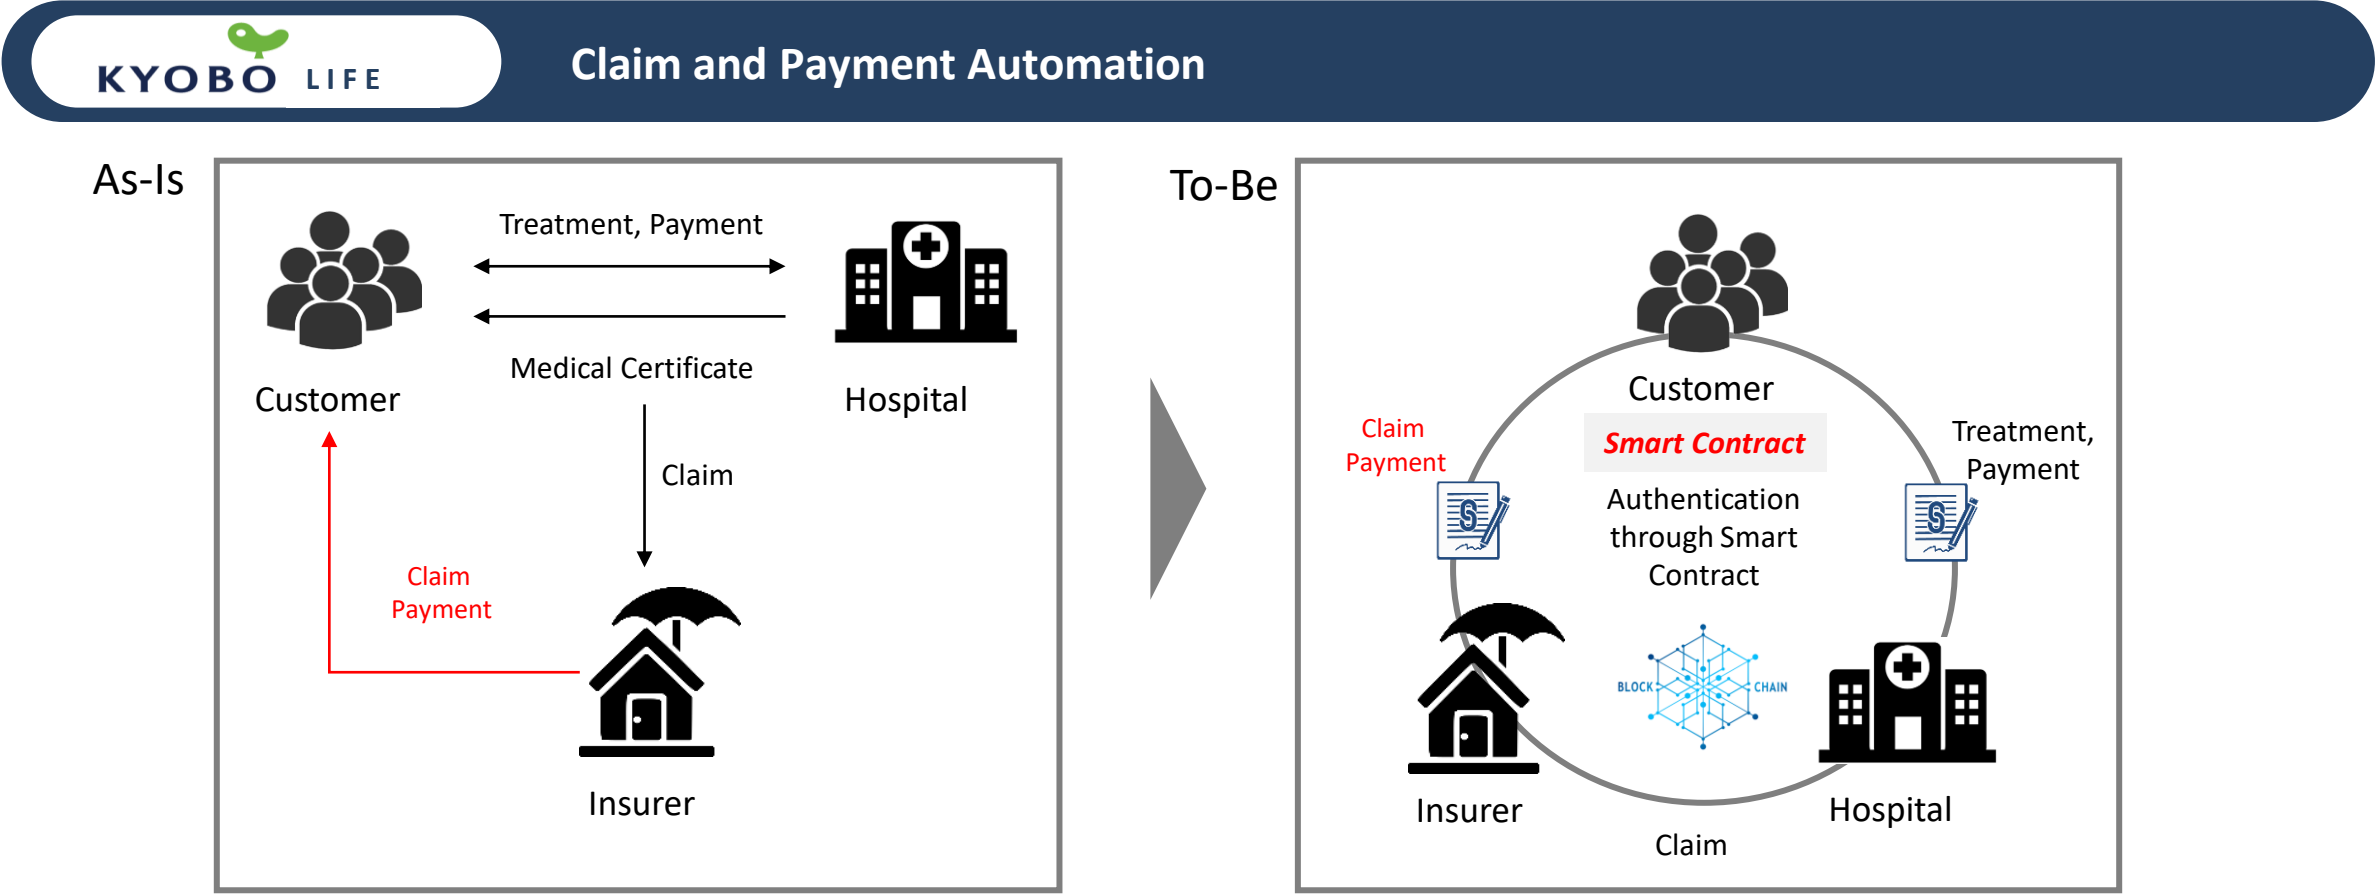 KYOBO LIFE
Claim and Payment Automation
As-Is
Treatment, Payment
Medical Certificate
Customer
Hospital
Claim
Claim
Payment
Insurer
To-Be
Customer
Smart Contract
Authentication
through Smart
Contract
Claim
Payment
Treatment,
Payment
BLOCK CHAIN
Insurer
Hospital
Claim